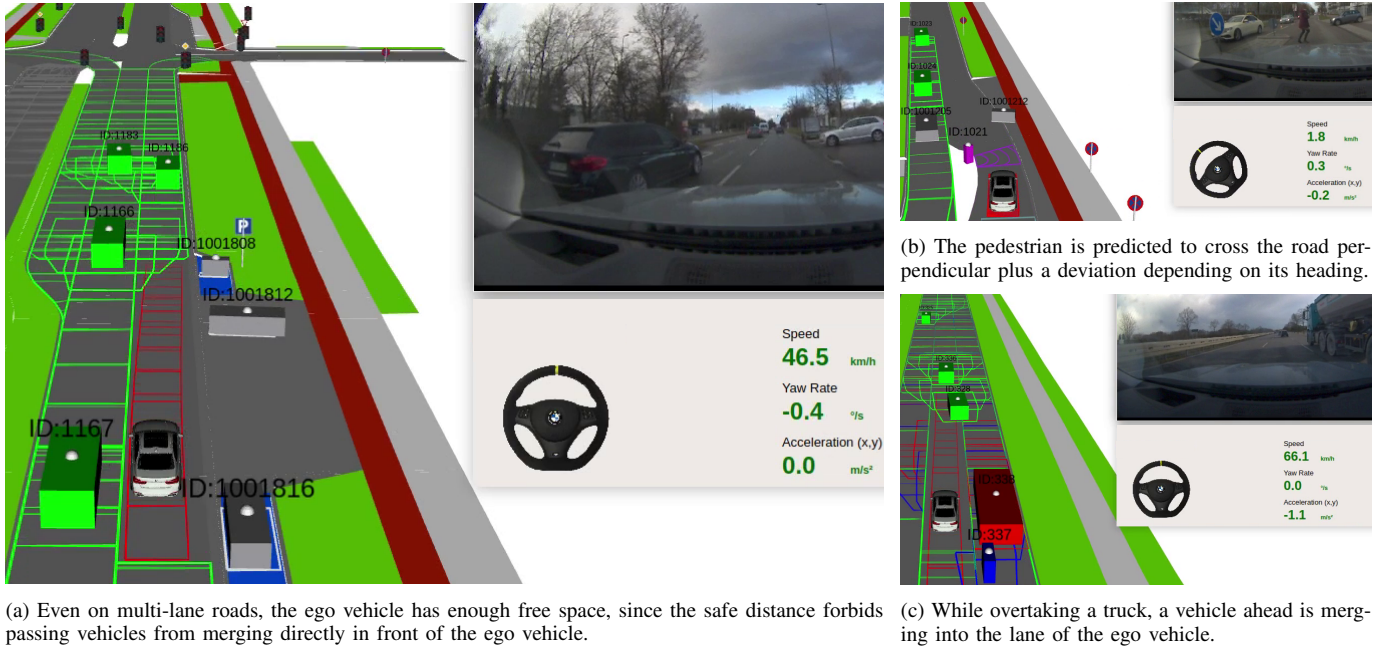 ID:1183
ID:1186
ID:1166
P
ID:1001808
ID:1001812
ID:1167
ID:1001816
Speed
46.5 km/h
Yaw Rate
-0.4 °/s
Acceleration (x,y)
0.0 m/s²
(a) Even on multi-lane roads, the ego vehicle has enough free space, since the safe distance forbids
passing vehicles from merging directly in front of the ego vehicle.
ID:1023
ID:1024
ID:1001205
ID:1001212
ID:1021
Speed
1.8 km/h
Yaw Rate
0.3 °/s
Acceleration (x,y)
-0.2 m/s²
(b) The pedestrian is predicted to cross the road per-
pendicular plus a deviation depending on its heading.
ID:338
ID:337
Speed
66.1 km/h
Yaw Rate
0.0 °/s
Acceleration (x,y)
-1.1 m/s²
(c) While overtaking a truck, a vehicle ahead is merg-
ing into the lane of the ego vehicle.